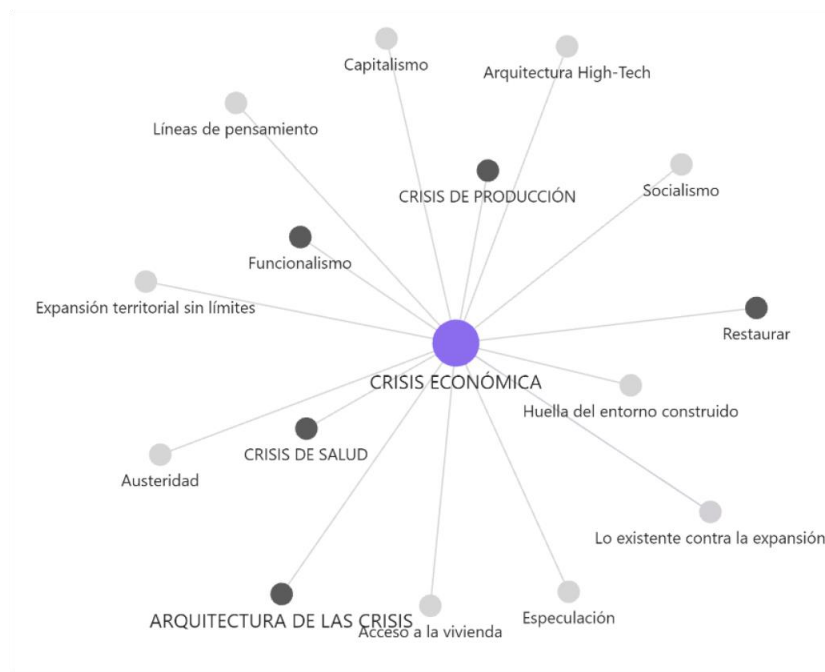 Capitalismo
Arquitectura High-Tech
Líneas de pensamiento
CRISIS DE PRODUCCIÓN
Socialismo
Funcionalismo
Expansión territorial sin límites
Restaurar
CRISIS ECONÓMICA
Huella del entorno construido
CRISIS DE SALUD
Austeridad
Lo existente contra la expansión
ARQUITECTURA DE LAS CRISIS
Acceso a la vivienda
Especulación